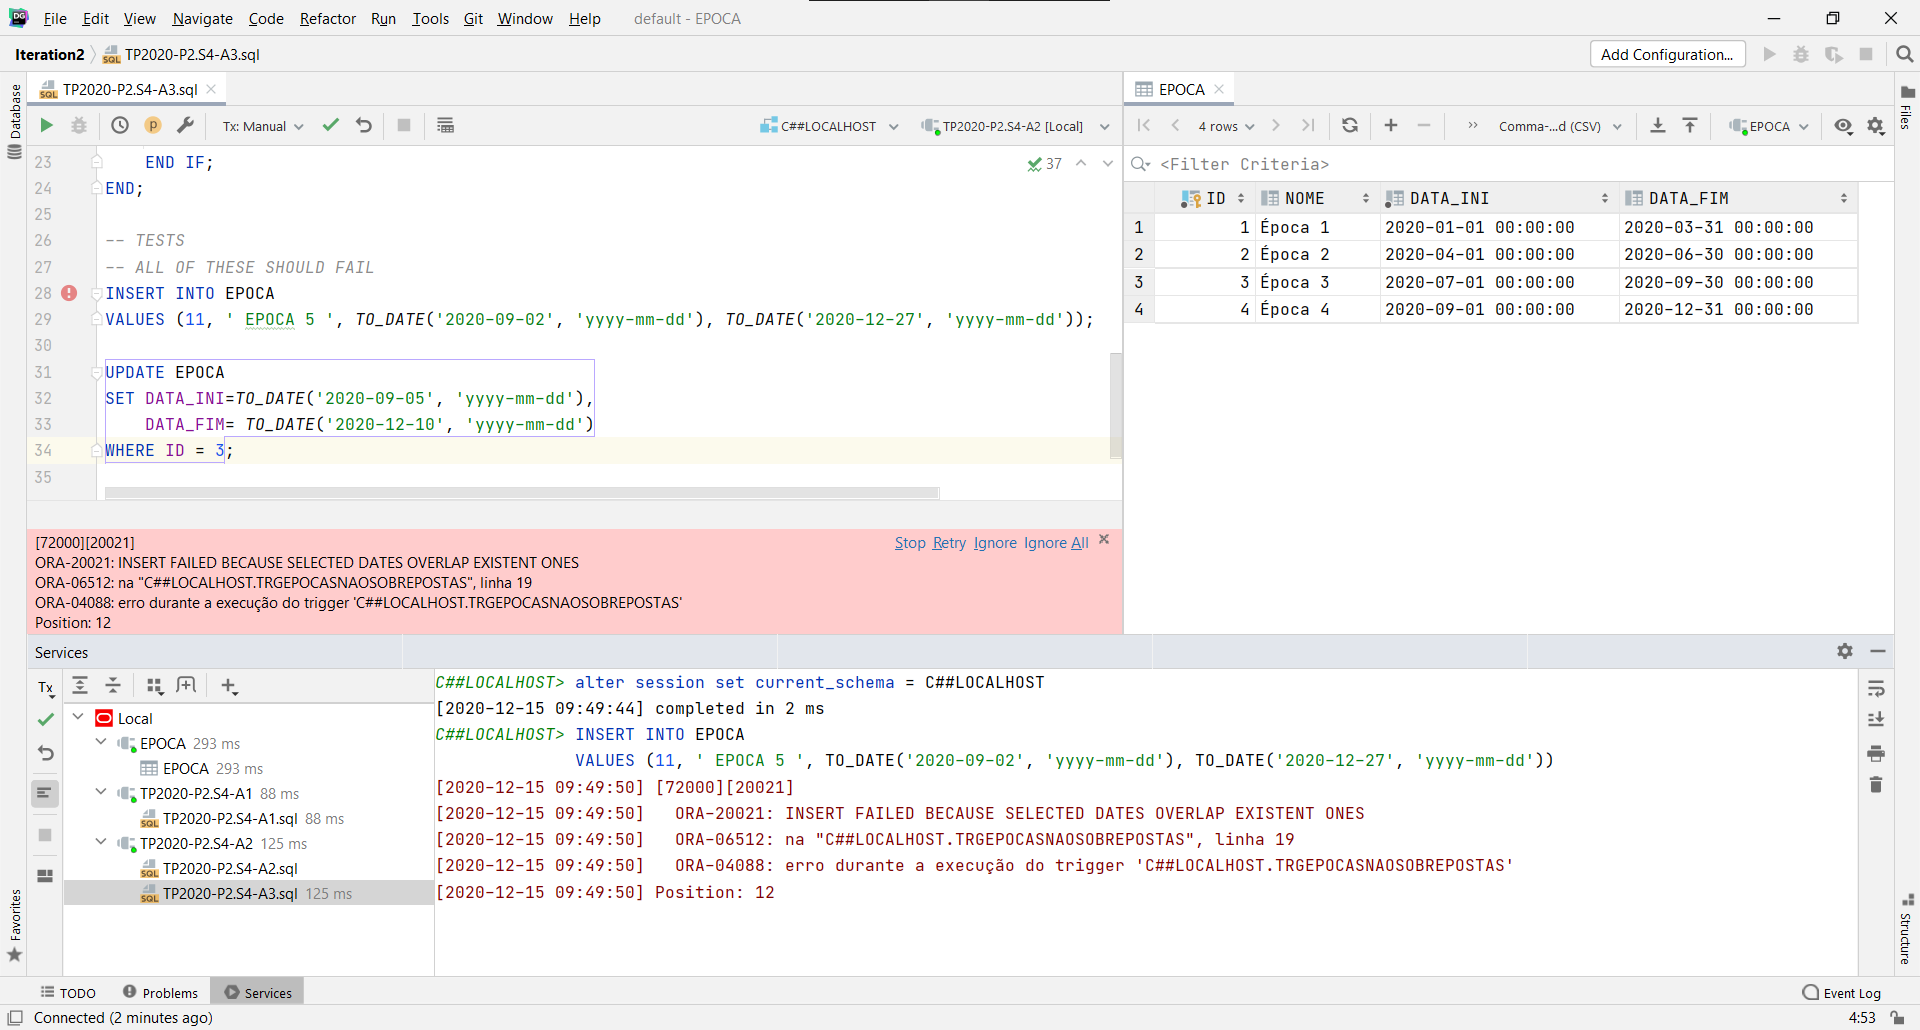 File Edit View Navigate Code Refactor Run Tools Git Window Help default - EPOCA
Iteration2 TP2020-P2.S4-A3.sql Add Configuration...
TP2020-P2.S4-A3.sql
Tx: Manual C##LOCALHOST TP2020-P2.S4-A2 [Local]
23 END IF;
24 END;
25
26 -- TESTS
27 -- ALL OF THESE SHOULD FAIL
28 INSERT INTO EPOCA
29 VALUES (11, ' EPOCA 5 ', TO_DATE('2020-09-02', 'yyyy-mm-dd'), TO_DATE('2020-12-27', 'yyyy-mm-dd'));
30
31 UPDATE EPOCA
32 SET DATA_INI=TO_DATE('2020-09-05', 'yyyy-mm-dd'),
33 DATA_FIM= TO_DATE('2020-12-10', 'yyyy-mm-dd')
34 WHERE ID = 3;
35
37
[72000][20021]
Stop Retry Ignore Ignore All
ORA-20021: INSERT FAILED BECAUSE SELECTED DATES OVERLAP EXISTENT ONES
ORA-06512: na "C##LOCALHOST.TRGEPOCASNAOSOBREPOSTAS", linha 19
ORA-04088: erro durante a execução do trigger 'C##LOCALHOST.TRGEPOCASNAOSOBREPOSTAS'
Position: 12
EPOCA
4 rows Comma-...d (CSV) EPOCA
<Filter Criteria>
ID NOME DATA_INI DATA_FIM
1 1 Época 1 2020-01-01 00:00:00 2020-03-31 00:00:00
2 2 Época 2 2020-04-01 00:00:00 2020-06-30 00:00:00
3 3 Época 3 2020-07-01 00:00:00 2020-09-30 00:00:00
4 4 Época 4 2020-09-01 00:00:00 2020-12-31 00:00:00
Services
Tx
Local
EPOCA 293 ms
EPOCA 293 ms
TP2020-P2.S4-A1 88 ms
TP2020-P2.S4-A1.sql 88 ms
TP2020-P2.S4-A2 125 ms
TP2020-P2.S4-A2.sql
TP2020-P2.S4-A3.sql 125 ms
C##LOCALHOST> alter session set current_schema = C##LOCALHOST
[2020-12-15 09:49:44] completed in 2 ms
C##LOCALHOST> INSERT INTO EPOCA
VALUES (11, ' EPOCA 5 ', TO_DATE('2020-09-02', 'yyyy-mm-dd'), TO_DATE('2020-12-27', 'yyyy-mm-dd'))
[2020-12-15 09:49:50] [72000][20021]
[2020-12-15 09:49:50] ORA-20021: INSERT FAILED BECAUSE SELECTED DATES OVERLAP EXISTENT ONES
[2020-12-15 09:49:50] ORA-06512: na "C##LOCALHOST.TRGEPOCASNAOSOBREPOSTAS", linha 19
[2020-12-15 09:49:50] ORA-04088: erro durante a execução do trigger 'C##LOCALHOST.TRGEPOCASNAOSOBREPOSTAS'
[2020-12-15 09:49:50] Position: 12
Database
Favorites
Files
Structure
TODO Problems Services Event Log
Connected (2 minutes ago) 4:53